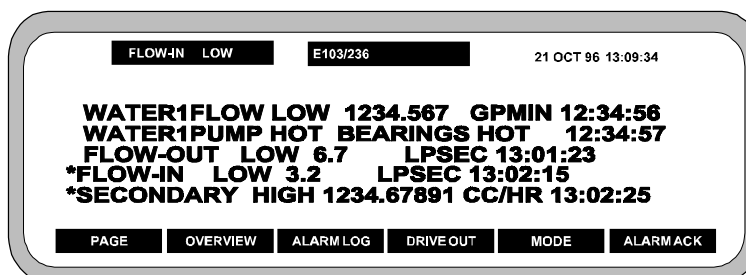 FLOW-IN LOW E103/236 21 OCT 96 13:09:34
WATER1FLOW LOW 1234.567 GPMIN 12:34:56
WATER1PUMP HOT BEARINGS HOT 12:34:57
FLOW-OUT LOW 6.7 LPSEC 13:01:23
*FLOW-IN LOW 3.2 LPSEC 13:02:15
*SECONDARY HIGH 1234.67891 CC/HR 13:02:25
PAGE OVERVIEW ALARM LOG DRIVE OUT MODE ALARM ACK